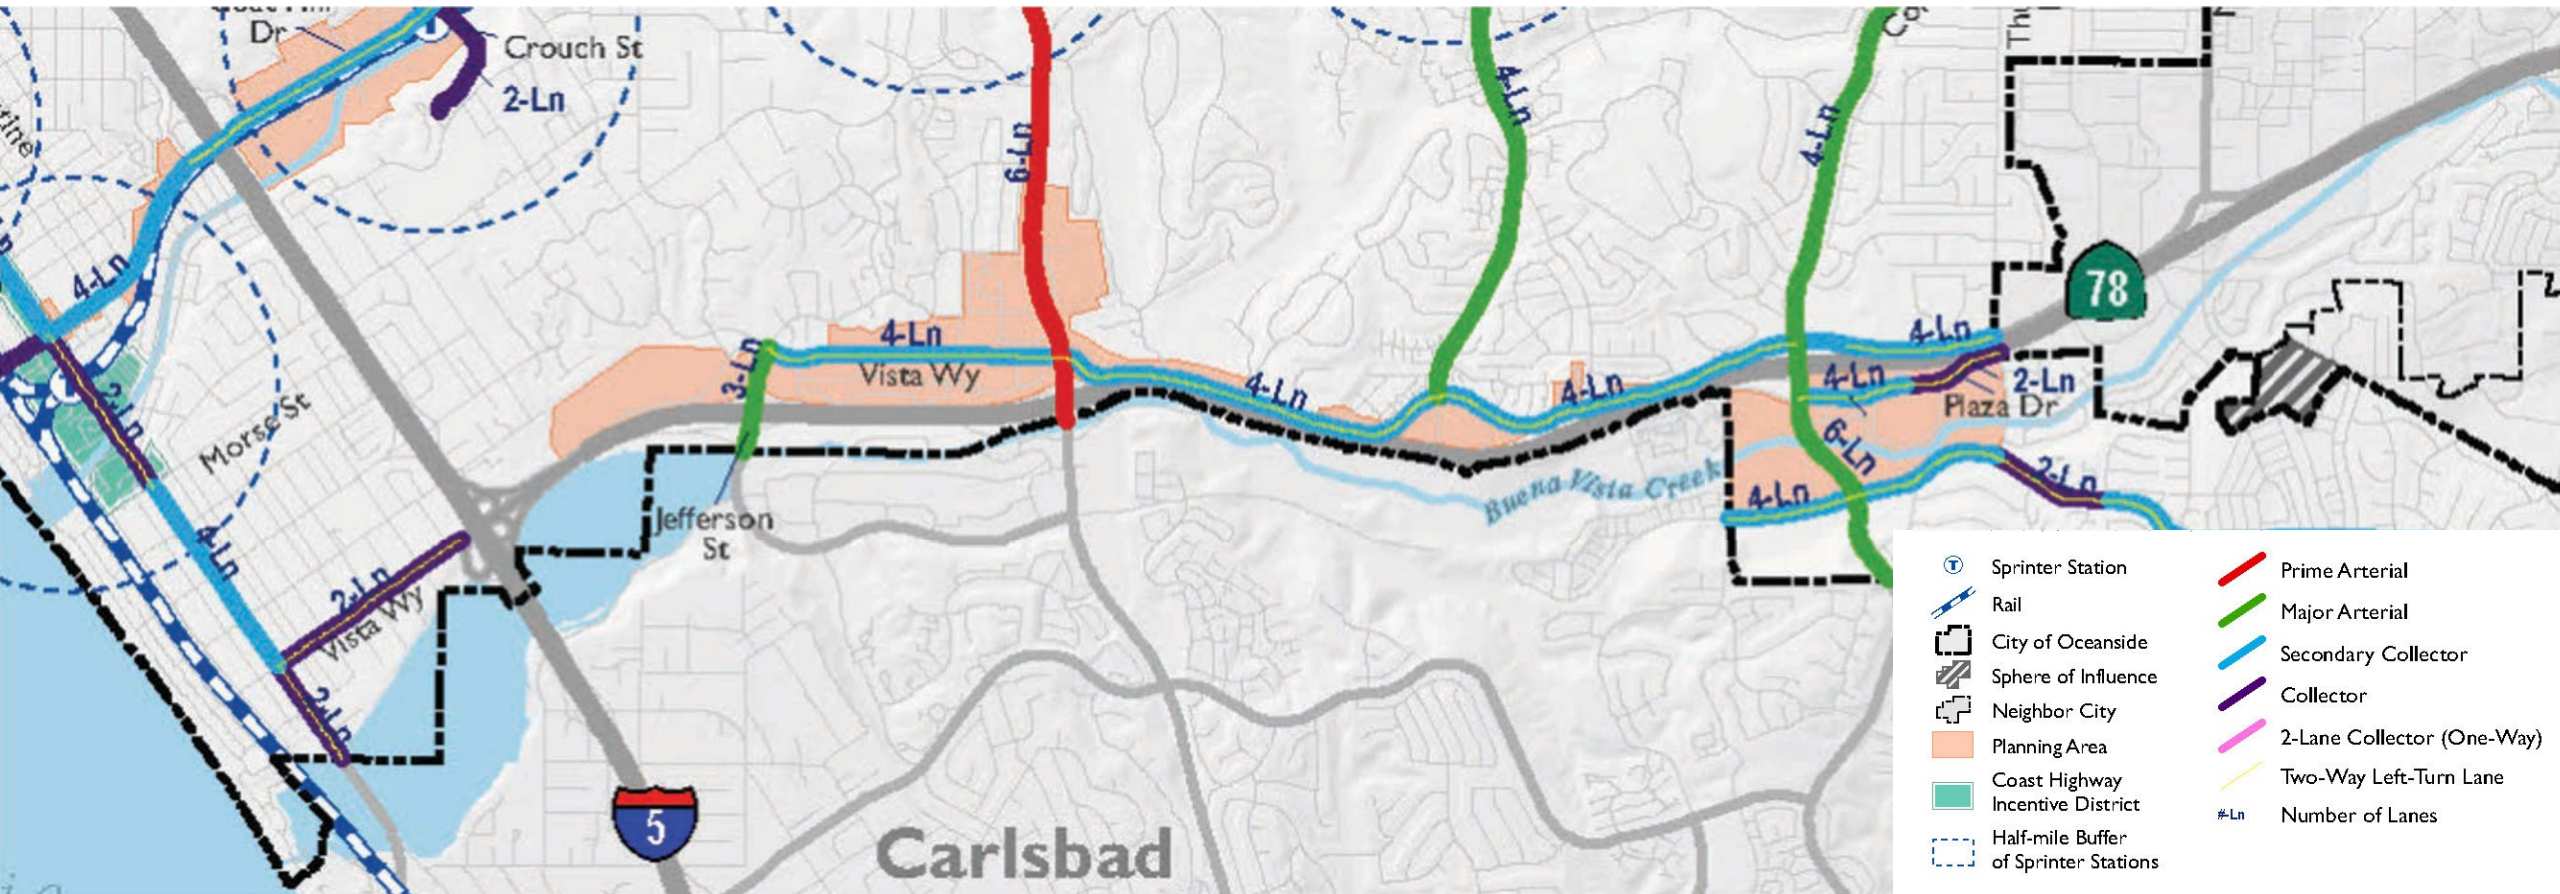 Dr
Crouch St
2-Ln
6-Ln
4-Ln
4-Ln
4-Ln
78
3-Ln
4-Ln
Vista Wy
4-Ln
4-Ln
4-Ln
4-Ln
2-Ln
Plaza Dr
2-Ln
Morse St
6-Ln
4-Ln
2-Ln
Buena Vista Creek
Jefferson
St
4-Ln
2-Ln
Vista Wy
2-Ln
5
Carlsbad
T
Sprinter Station
Rail
City of Oceanside
Sphere of Influence
Neighbor City
Planning Area
Coast Highway
Incentive District
Half-mile Buffer
of Sprinter Stations
Prime Arterial
Major Arterial
Secondary Collector
Collector
2-Lane Collector (One-Way)
Two-Way Left-Turn Lane
#-Ln
Number of Lanes